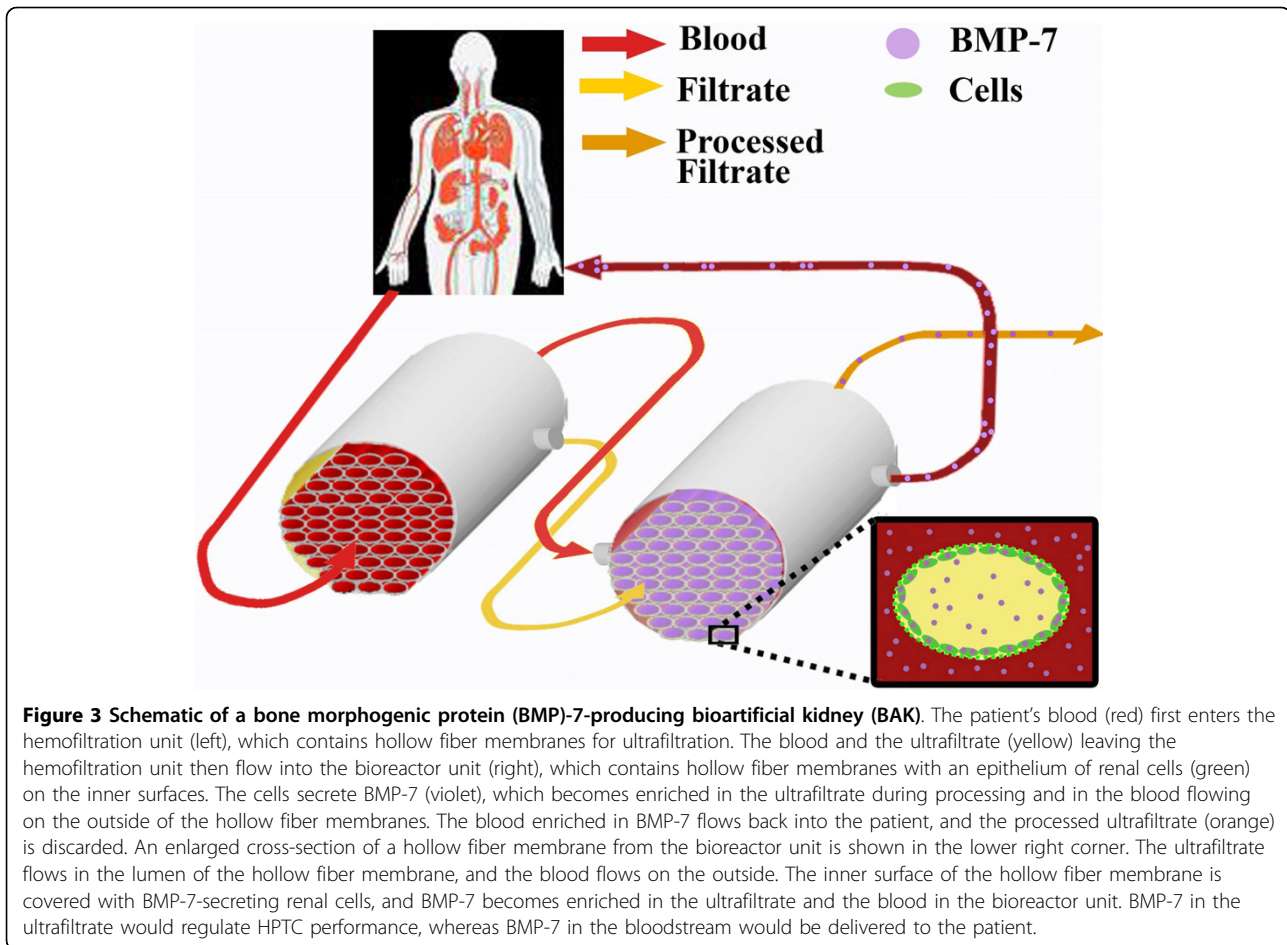 Blood
Filtrate
Processed
Filtrate
BMP-7
Cells
Figure 3 Schematic of a bone morphogenic protein (BMP)-7-producing bioartificial kidney (BAK). The patient's blood (red) first enters the
hemofiltration unit (left), which contains hollow fiber membranes for ultrafiltration. The blood and the ultrafiltrate (yellow) leaving the
hemofiltration unit then flow into the bioreactor unit (right), which contains hollow fiber membranes with an epithelium of renal cells (green)
on the inner surfaces. The cells secrete BMP-7 (violet), which becomes enriched in the ultrafiltrate during processing and in the blood flowing
on the outside of the hollow fiber membranes. The blood enriched in BMP-7 flows back into the patient, and the processed ultrafiltrate (orange)
is discarded. An enlarged cross-section of a hollow fiber membrane from the bioreactor unit is shown in the lower right corner. The ultrafiltrate
flows in the lumen of the hollow fiber membrane, and the blood flows on the outside. The inner surface of the hollow fiber membrane is
covered with BMP-7-secreting renal cells, and BMP-7 becomes enriched in the ultrafiltrate and the blood in the bioreactor unit. BMP-7 in the
ultrafiltrate would regulate HPTC performance, whereas BMP-7 in the bloodstream would be delivered to the patient.